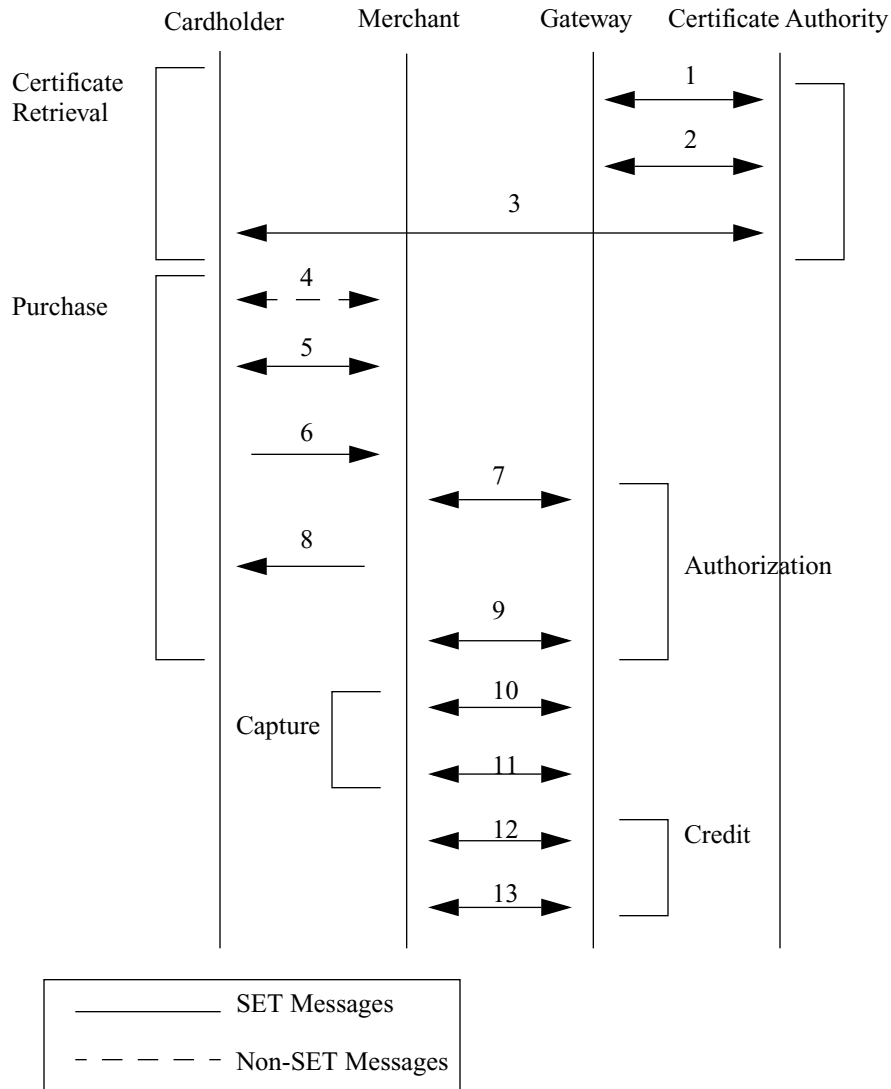 Cardholder Merchant Gateway Certificate Authority
Certificate
Retrieval
1
2
3
4
Purchase
5
6
7
8
Authorization
9
10
Capture
11
12
Credit
13
SET Messages
Non-SET Messages